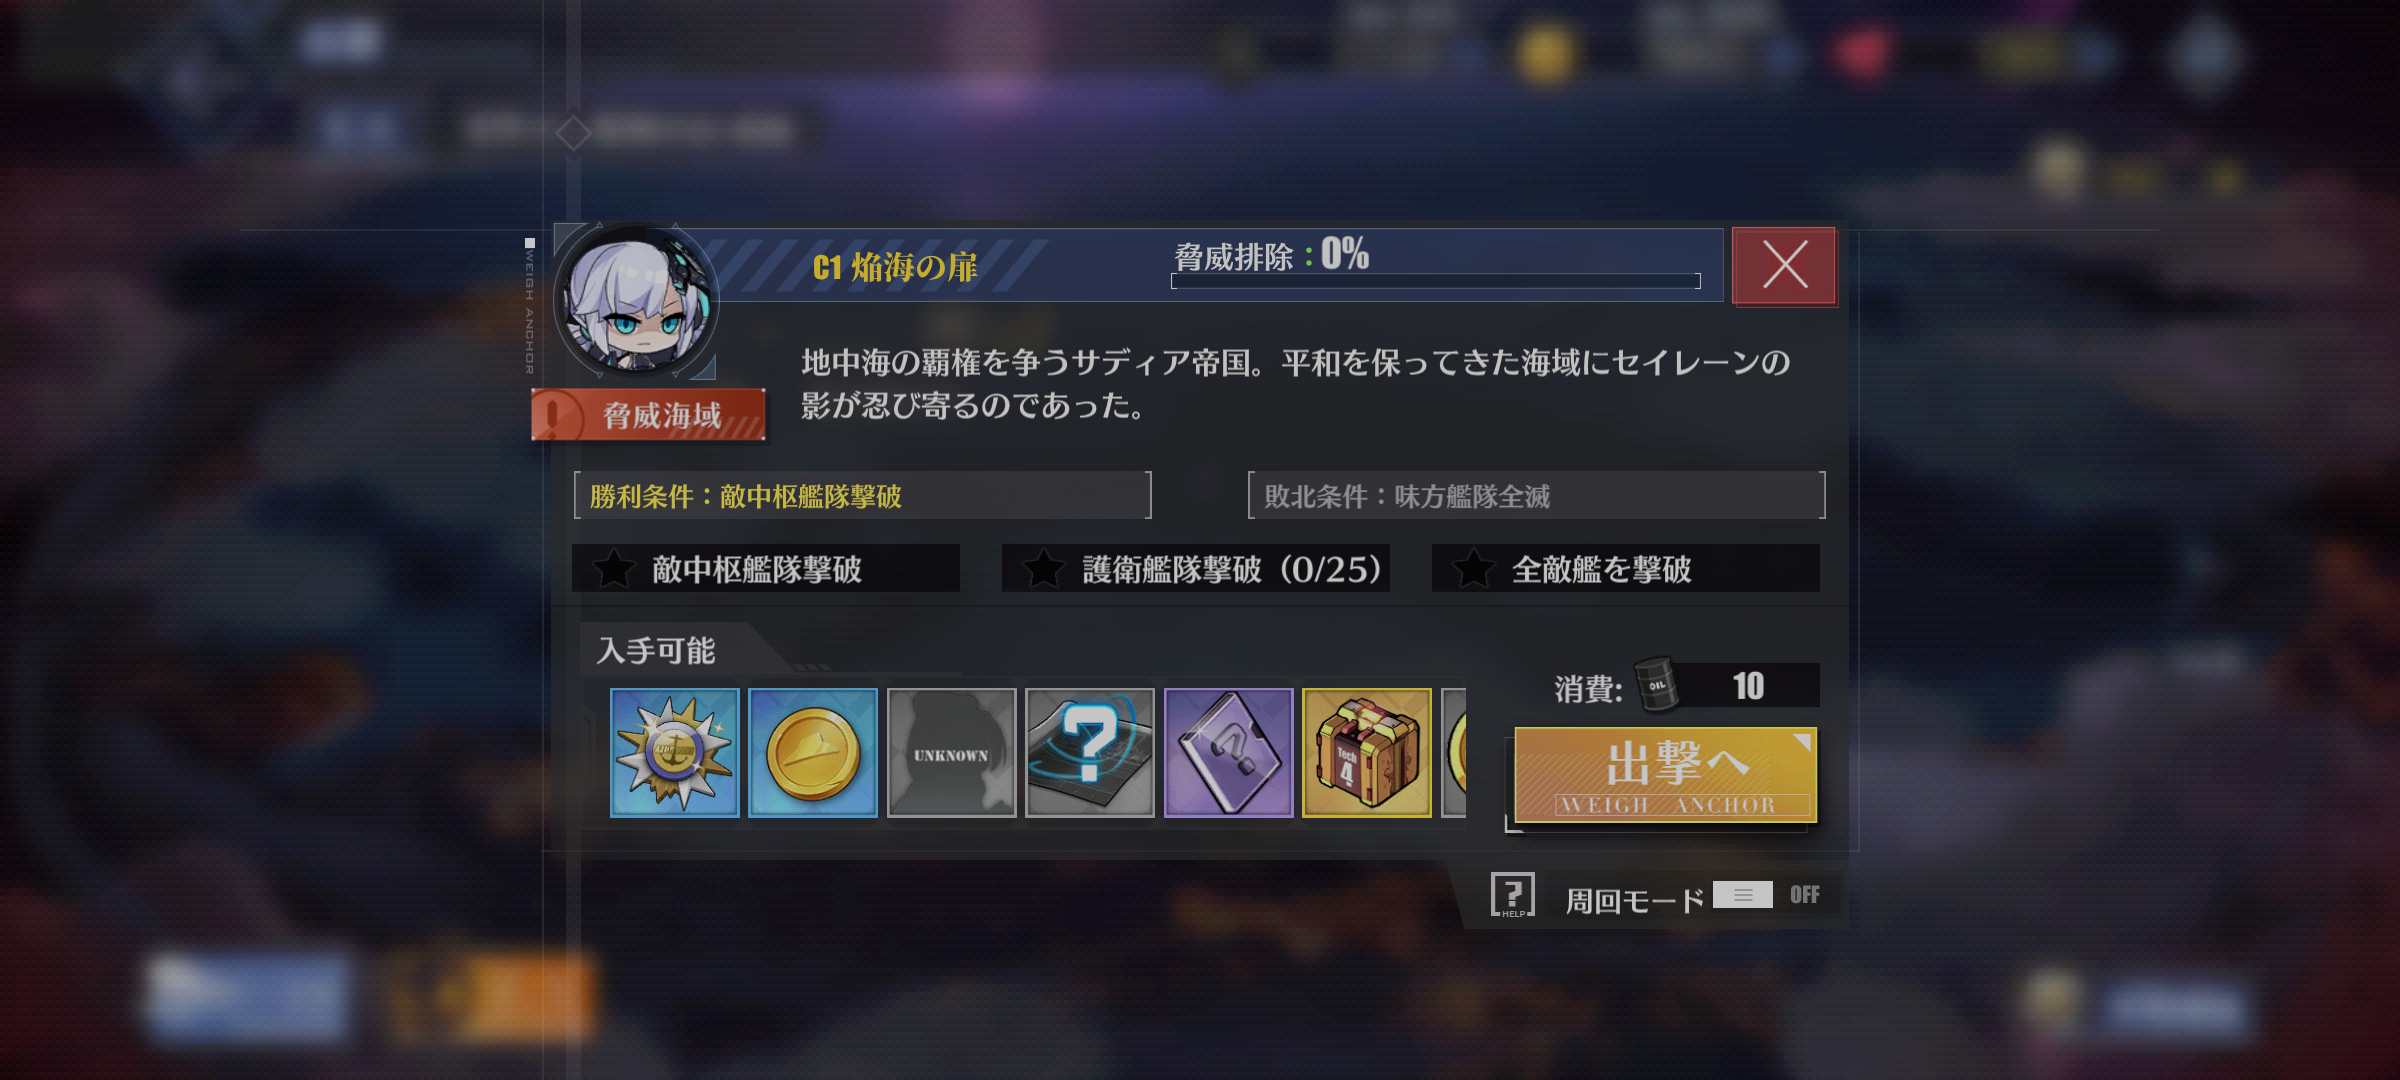 WEIGH ANCHOR
C1 焔海の扉
脅威排除：0%
地中海の覇権を争うサディア帝国。平和を保ってきた海域にセイレーンの
影が忍び寄るのであった。
脅威海域
勝利条件：敵中枢艦隊撃破
敗北条件：味方艦隊全滅
敵中枢艦隊撃破
護衛艦隊撃破（0/25）
全敵艦を撃破
入手可能
UNKNOWN
?
?
Tech
4
消費:
OIL
10
出撃へ
WEIGH ANCHOR
?
HELP
周回モード
OFF